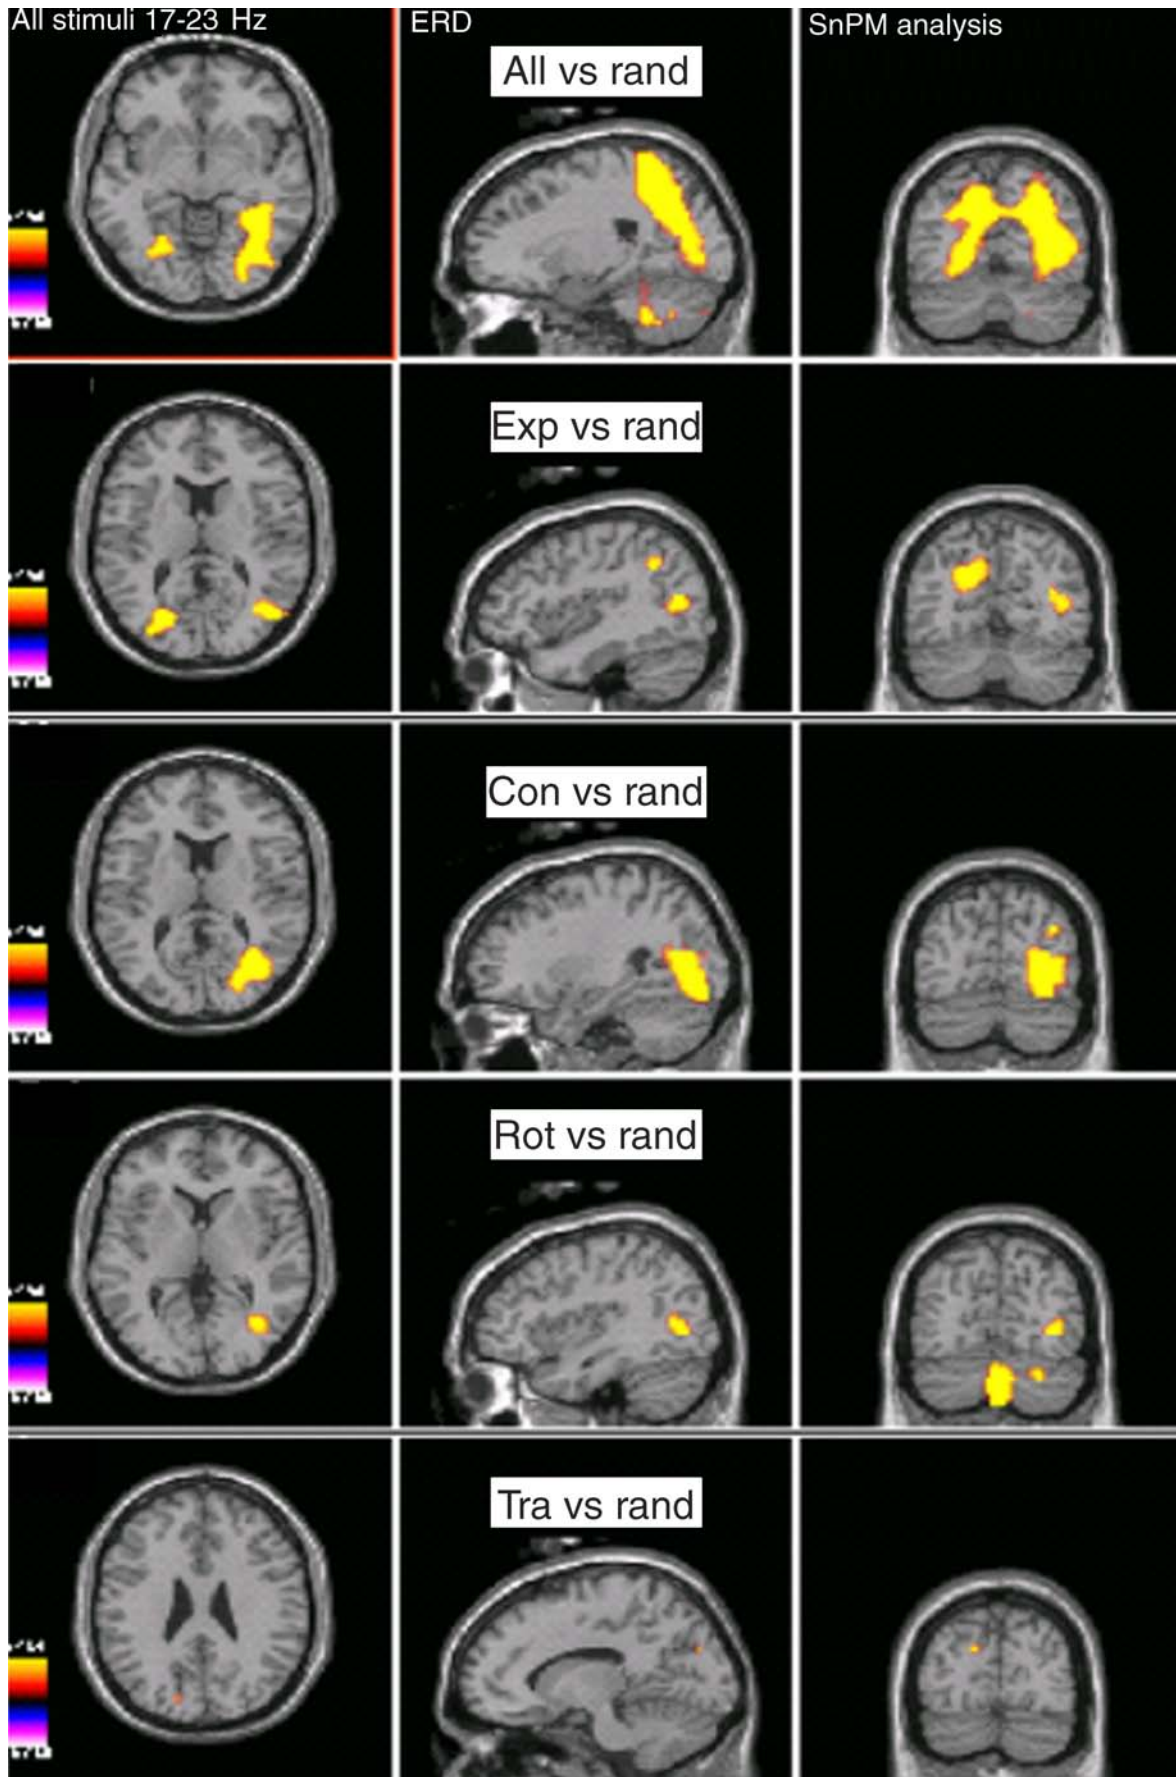 All stimuli 17-23 Hz
ERD
SnPM analysis
All vs rand
Exp vs rand
Con vs rand
Rot vs rand
Tra vs rand